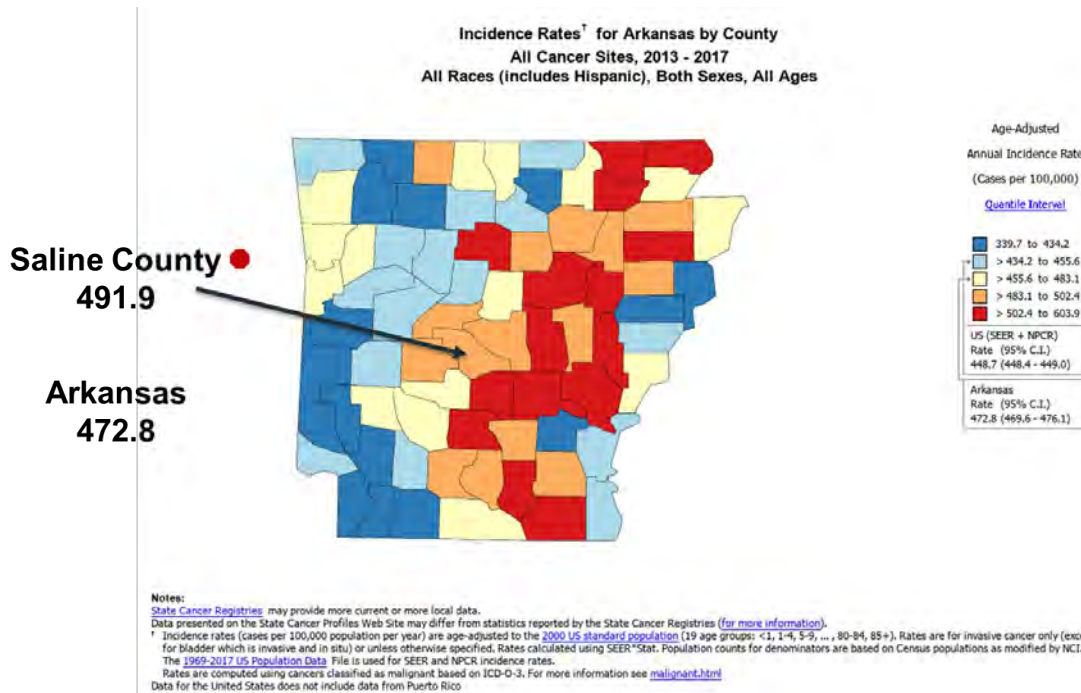 Incidence Rates† for Arkansas by County
All Cancer Sites, 2013 - 2017
All Races (includes Hispanic), Both Sexes, All Ages
Saline County
491.9
Arkansas
472.8
Age-Adjusted
Annual Incidence Rate
(Cases per 100,000)
Quantile Interval
339.7 to 434.2
> 434.2 to 455.6
> 455.6 to 483.1
> 483.1 to 502.4
> 502.4 to 603.9
US (SEER + NPCR)
Rate (95% C.I.)
448.7 (448.4 - 449.0)
Arkansas
Rate (95% C.I.)
472.8 (469.6 - 476.1)
Notes:
State Cancer Registries may provide more current or more local data.
Data presented on the State Cancer Profiles Web Site may differ from statistics reported by the State Cancer Registries (for more information).
† Incidence rates (cases per 100,000 population per year) are age-adjusted to the 2000 US standard population (19 age groups: <1, 1-4, 5-9, ... , 80-84, 85+). Rates are for invasive cancer only (exc
for bladder which is invasive and in situ) or unless otherwise specified. Rates calculated using SEER*Stat. Population counts for denominators are based on Census populations as modified by NCI.
The 1969-2017 US Population Data File is used for SEER and NPCR incidence rates.
Rates are computed using cancers classified as malignant based on ICD-O-3. For more information see malignant.html
Data for the United States does not include data from Puerto Rico